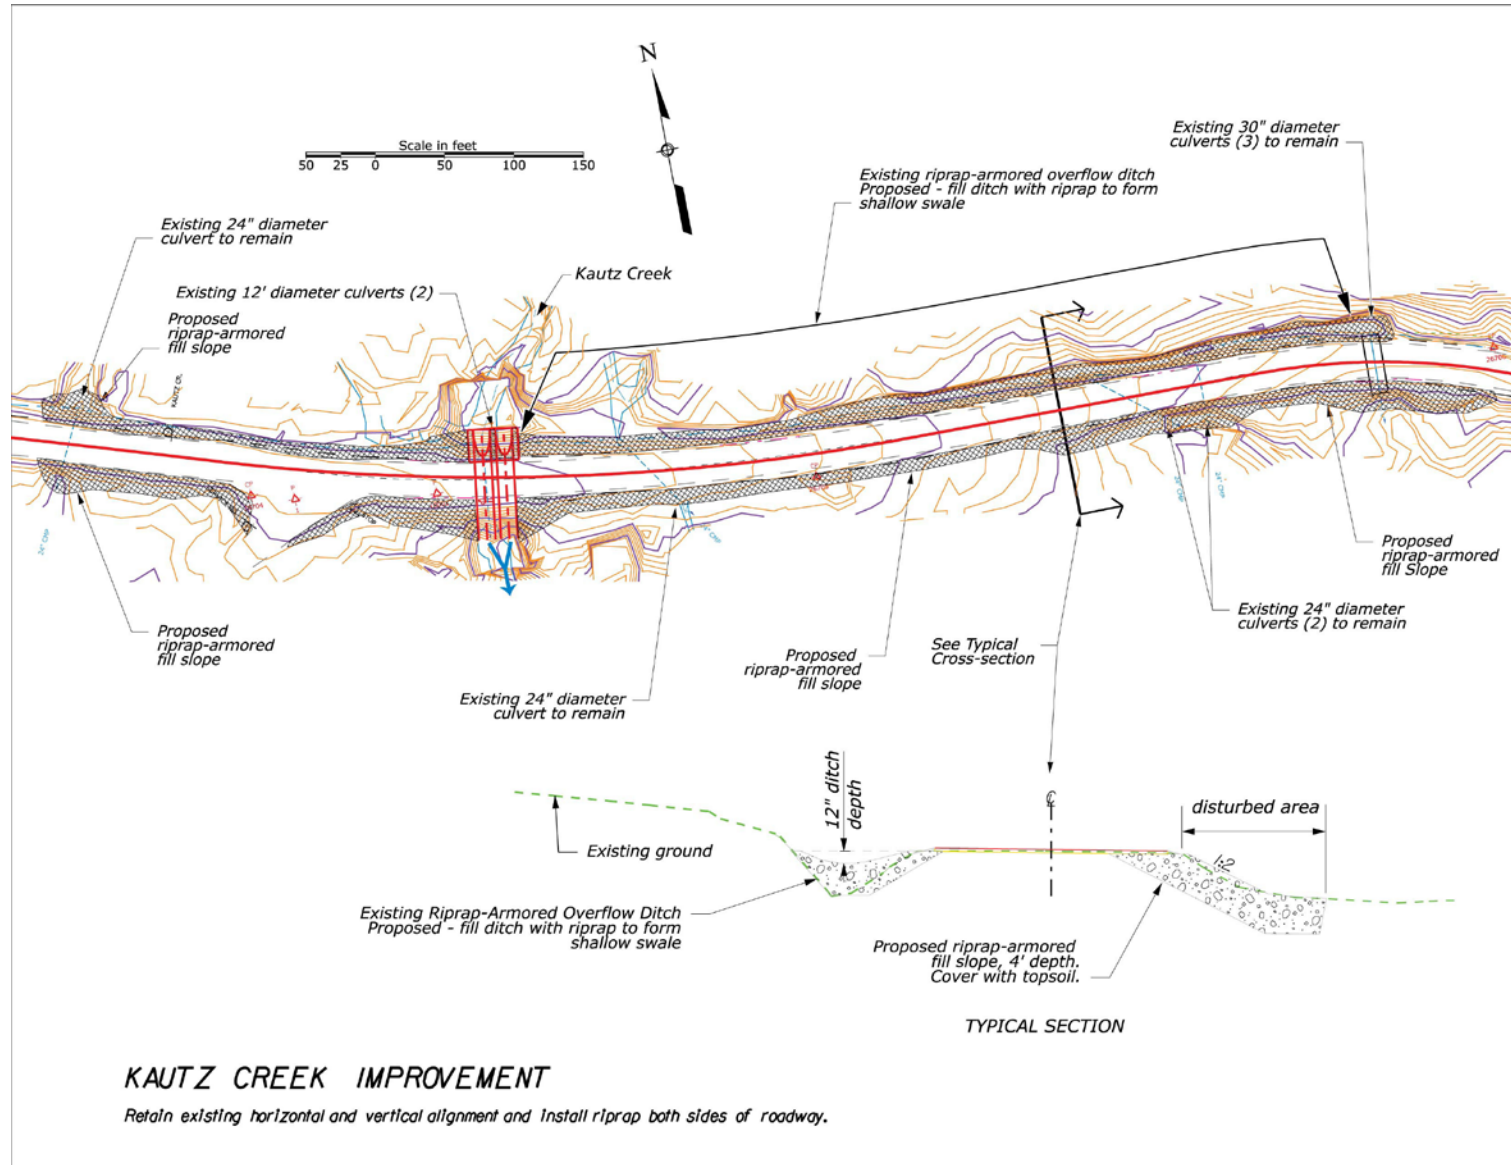 N
Scale in feet
50 25 0 50 100 150
Existing 30" diameter
culverts (3) to remain
Existing riprap-armored overflow ditch
Proposed - fill ditch with riprap to form
shallow swale
Existing 24" diameter
culvert to remain
Kautz Creek
Existing 12' diameter culverts (2)
Proposed
riprap-armored
fill slope
KAUTZ CR.
24" CMP
24" CMP
Proposed
riprap-armored
fill Slope
Existing 24" diameter
culverts (2) to remain
Proposed
riprap-armored
fill slope
See Typical
Cross-section
Proposed
riprap-armored
fill slope
Existing 24" diameter
culvert to remain
12" ditch
depth
℄
disturbed area
1:2
Existing ground
Existing Riprap-Armored Overflow Ditch
Proposed - fill ditch with riprap to form
shallow swale
Proposed riprap-armored
fill slope, 4' depth.
Cover with topsoil.
TYPICAL SECTION
KAUTZ CREEK IMPROVEMENT
Retain existing horizontal and vertical alignment and install riprap both sides of roadway.